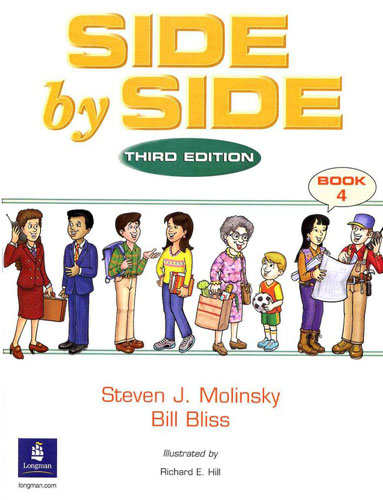 SIDE
by SIDE
THIRD EDITION
BOOK
4
Steven J. Molinsky
Bill Bliss
Illustrated by
Richard E. Hill
Longman
longman.com